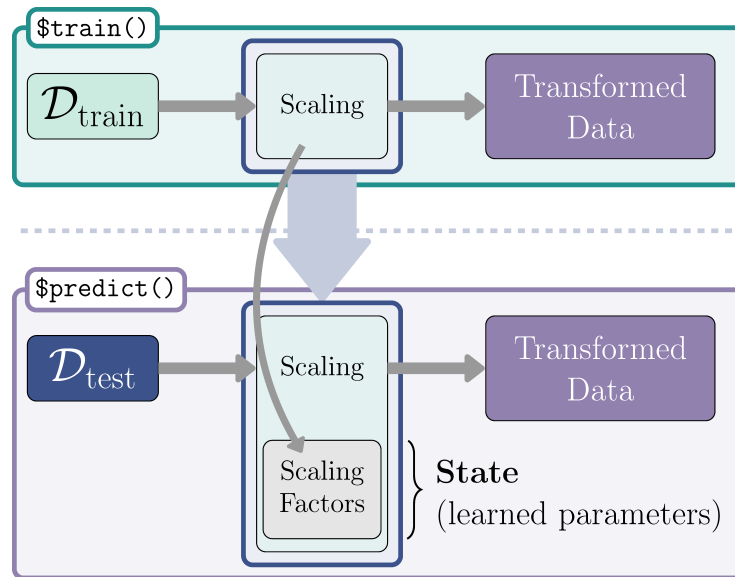 $train()
𝒟train
Scaling
Transformed
Data
$predict()
𝒟test
Scaling
Transformed
Data
Scaling
Factors
State
(learned parameters)